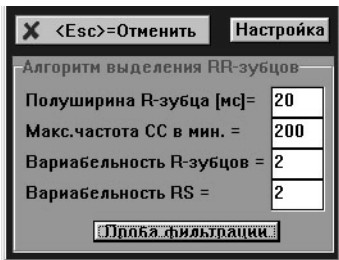 X <Esc>=Отменить Настройка
Алгоритм выделения RR-зубцов
Полуширина R-зубца [мс]= 20
Макс.частота СС в мин. = 200
Вариабельность R-зубцов = 2
Вариабельность RS = 2
Проба фильтрации